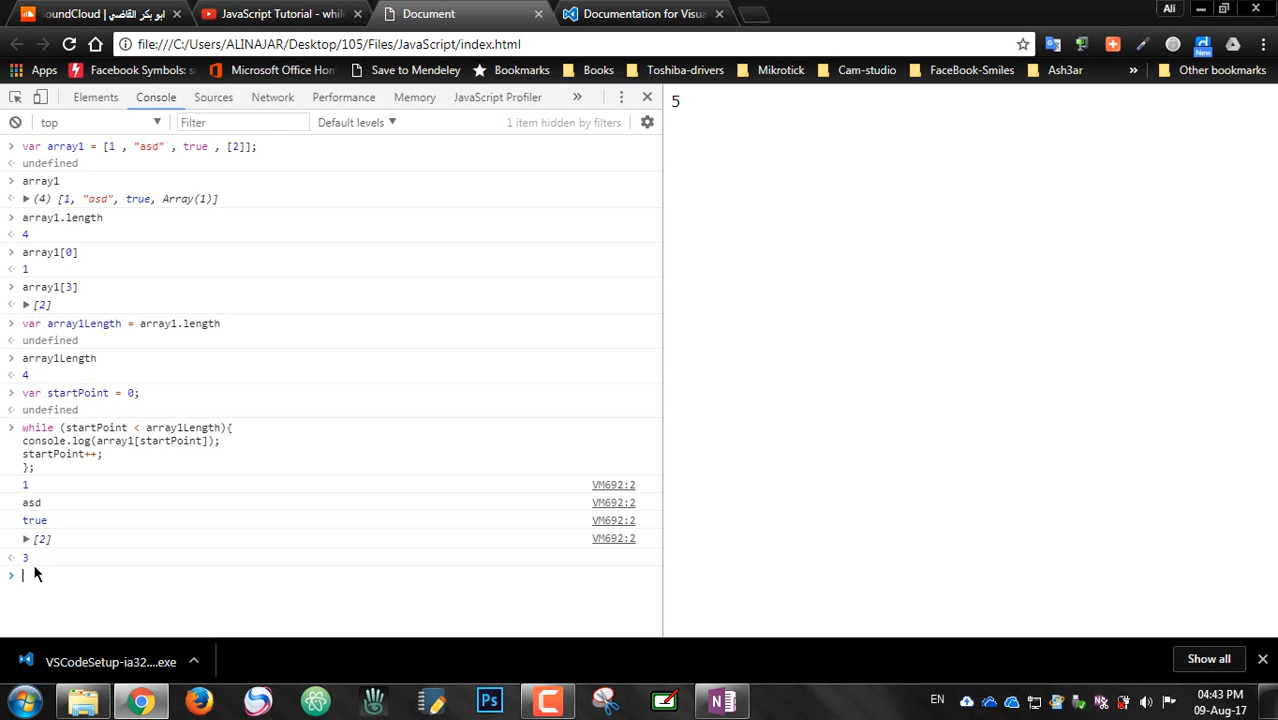 SoundCloud | ابو بكر القاضي
JavaScript Tutorial - whil
Document
Documentation for Visua
Ali
file:///C:/Users/ALINAJAR/Desktop/105/Files/JavaScript/index.html
New
Apps
Facebook Symbols: s
Microsoft Office Hom
Save to Mendeley
Bookmarks
Books
Toshiba-drivers
Mikrotick
Cam-studio
FaceBook-Smiles
Ash3ar
»
Other bookmarks
Elements
Console
Sources
Network
Performance
Memory
JavaScript Profiler
»
top
Filter
Default levels
1 item hidden by filters
5
var array1 = [1 , "asd" , true , [2]];
undefined
array1
(4) [1, "asd", true, Array(1)]
array1.length
4
array1[0]
1
array1[3]
[2]
var array1Length = array1.length
undefined
array1Length
4
var startPoint = 0;
undefined
while (startPoint < array1Length){
console.log(array1[startPoint]);
startPoint++;
};
1 VM692:2
asd VM692:2
true VM692:2
[2] VM692:2
3
VSCodeSetup-ia32....exe
Show all
Ps
N
EN
04:43 PM
09-Aug-17